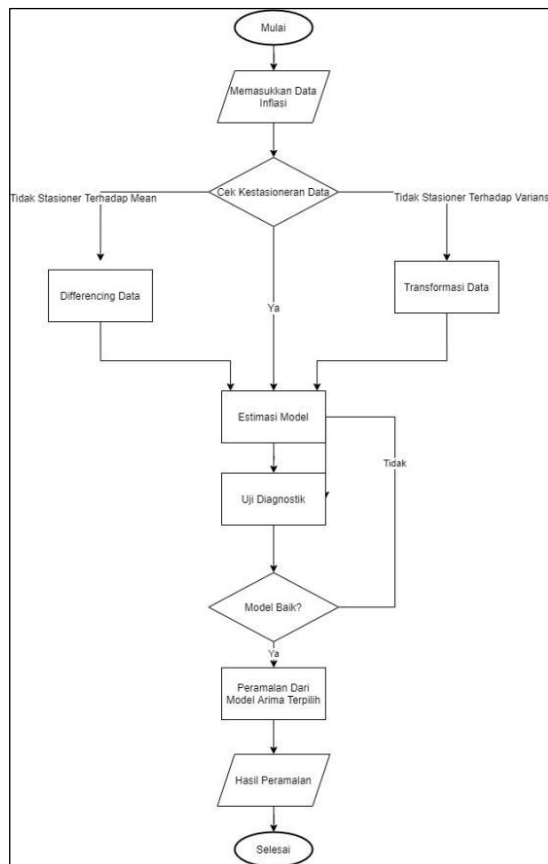 Mulai
Memasukkan Data
Inflasi
Cek Kestasioneran Data
Tidak Stasioner Terhadap Mean
Tidak Stasioner Terhadap Varians
Differencing Data
Transformasi Data
Ya
Estimasi Model
Tidak
Uji Diagnostik
Model Baik?
Ya
Peramalan Dari
Model Arima Terpilih
Hasil Peramalan
Selesai